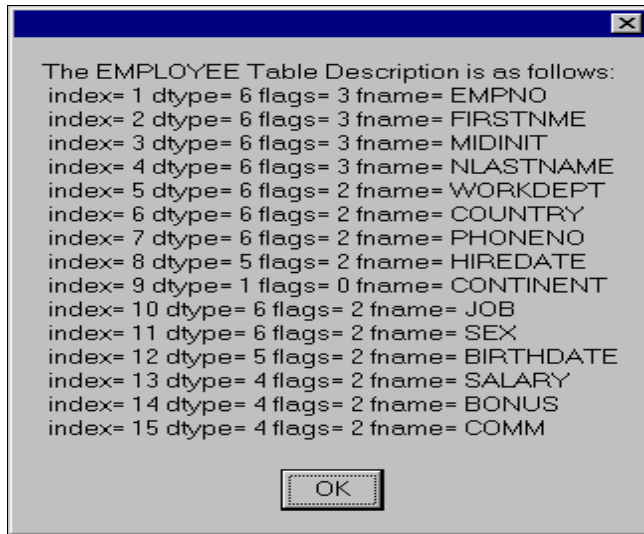 The EMPLOYEE Table Description is as follows:
index= 1 dtype= 6 flags= 3 fname= EMPNO
index= 2 dtype= 6 flags= 3 fname= FIRSTNME
index= 3 dtype= 6 flags= 3 fname= MIDINIT
index= 4 dtype= 6 flags= 3 fname= NLASTNAME
index= 5 dtype= 6 flags= 2 fname= WORKDEPT
index= 6 dtype= 6 flags= 2 fname= COUNTRY
index= 7 dtype= 6 flags= 2 fname= PHONENO
index= 8 dtype= 5 flags= 2 fname= HIREDATE
index= 9 dtype= 1 flags= 0 fname= CONTINENT
index= 10 dtype= 6 flags= 2 fname= JOB
index= 11 dtype= 6 flags= 2 fname= SEX
index= 12 dtype= 5 flags= 2 fname= BIRTHDATE
index= 13 dtype= 4 flags= 2 fname= SALARY
index= 14 dtype= 4 flags= 2 fname= BONUS
index= 15 dtype= 4 flags= 2 fname= COMM
OK